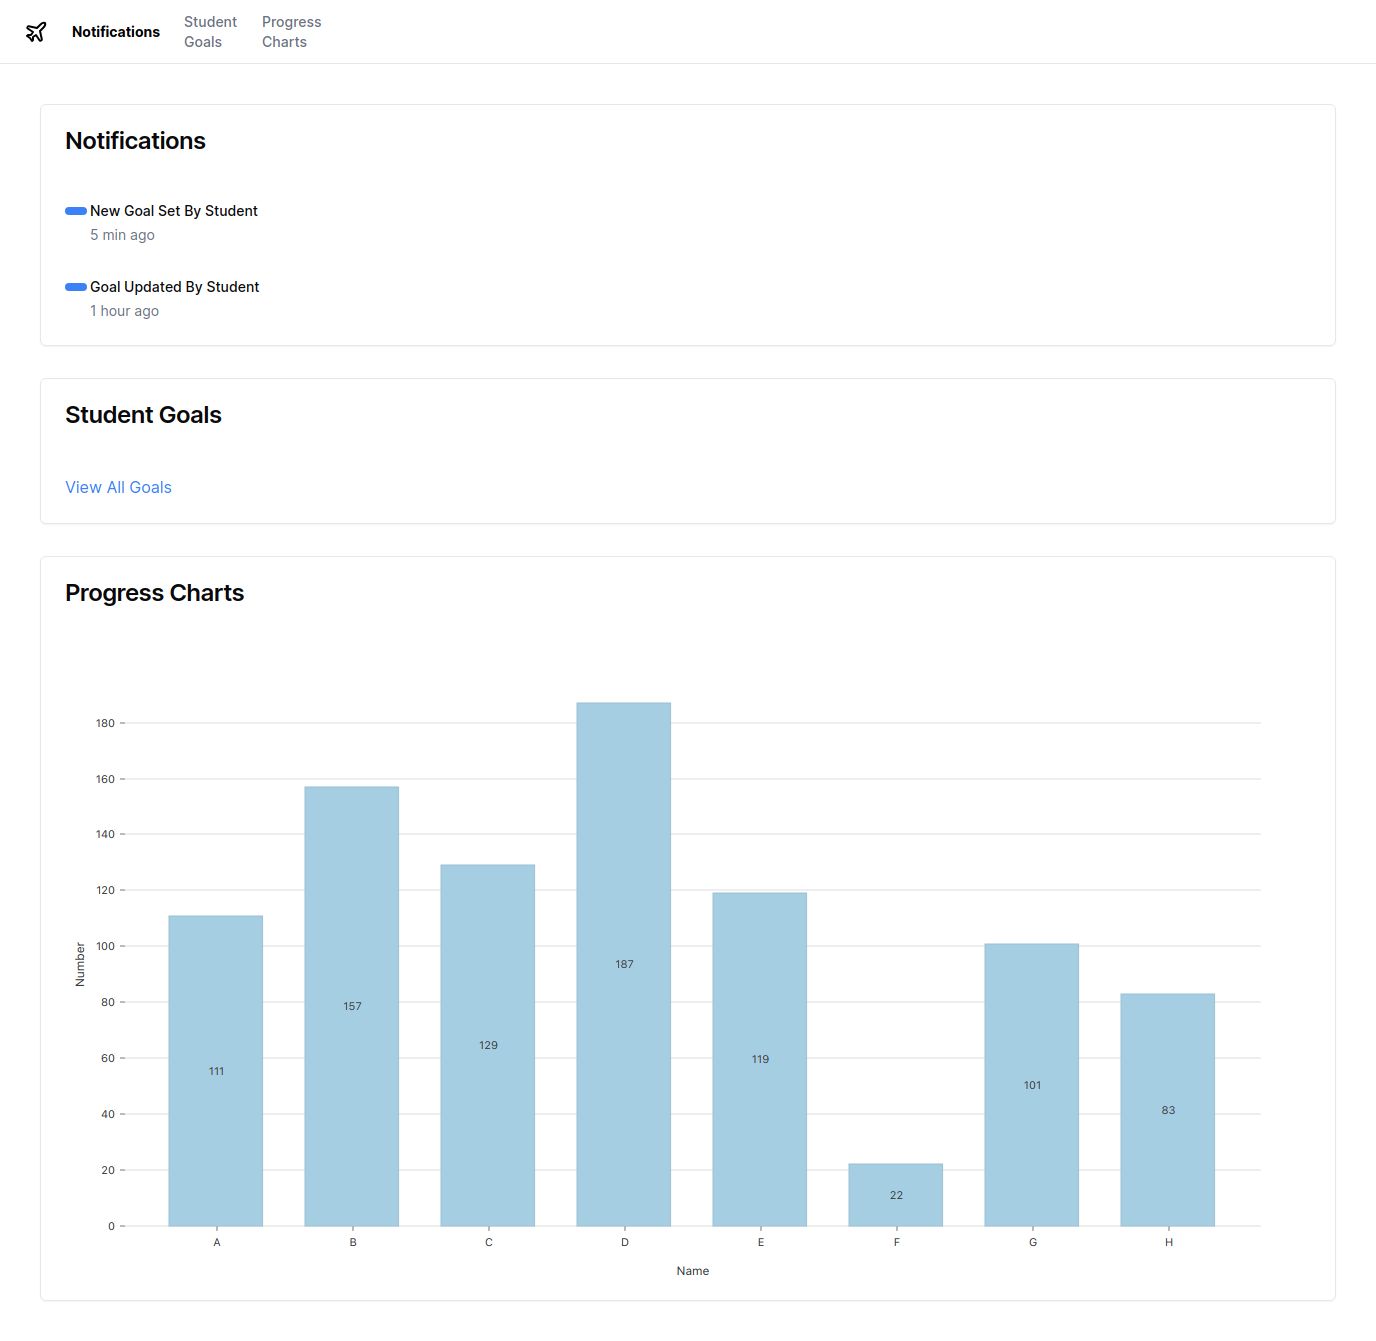 Notifications
Student
Goals
Progress
Charts
Notifications
New Goal Set By Student
5 min ago
Goal Updated By Student
1 hour ago
Student Goals
View All Goals
Progress Charts
180
160
140
120
100
80
60
40
20
0
Number
111
157
129
187
119
22
101
83
A
B
C
D
E
F
G
H
Name